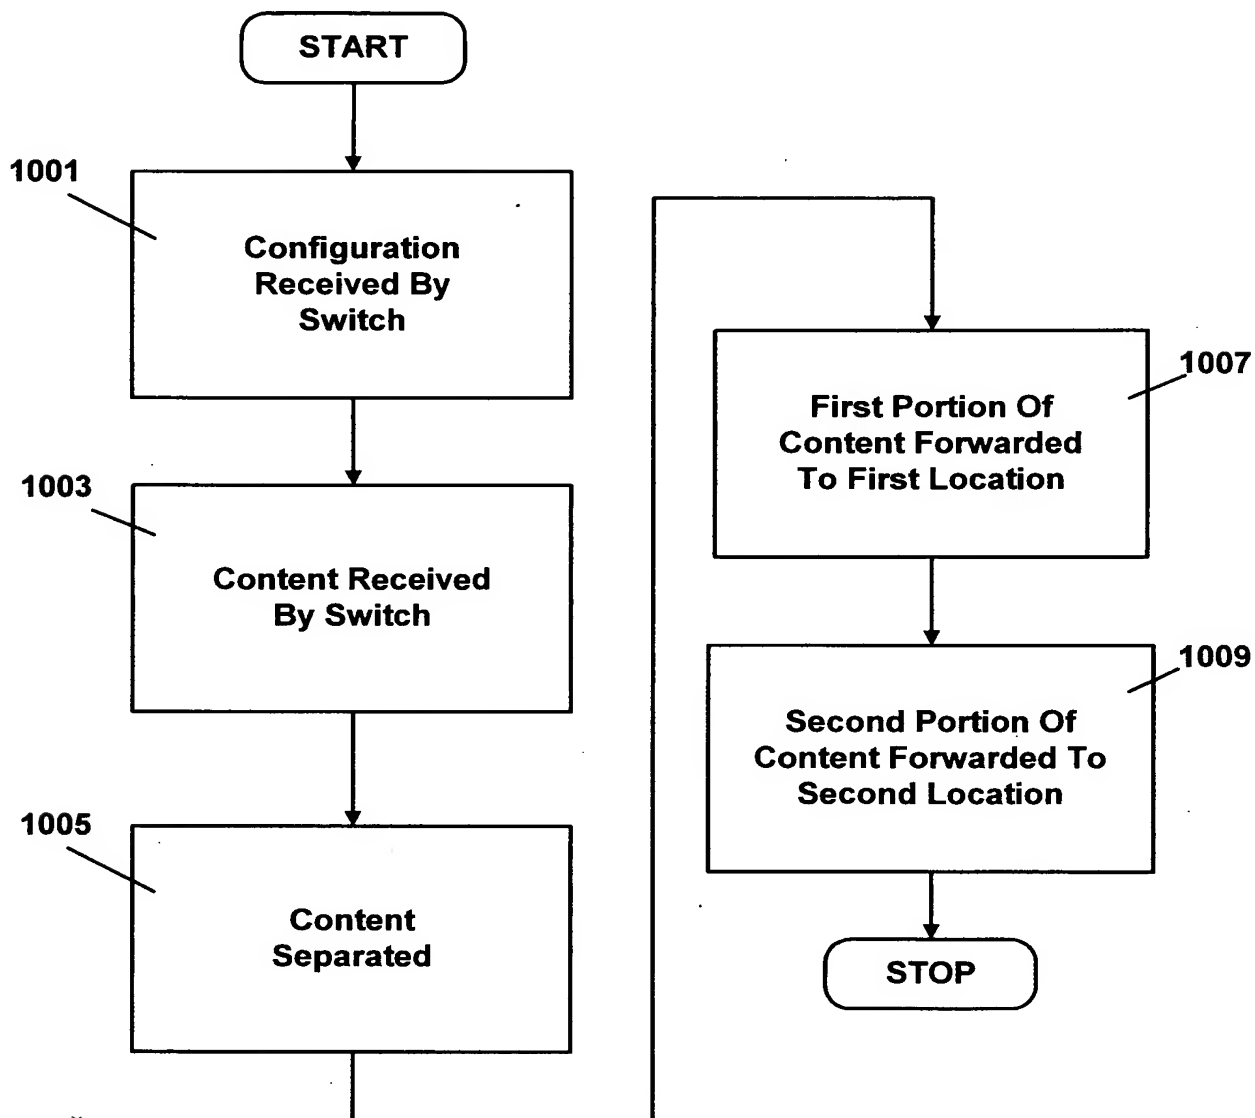 START
1001
Configuration
Received By
Switch
1003
Content Received
By Switch
1005
Content
Separated
1007
First Portion Of
Content Forwarded
To First Location
1009
Second Portion Of
Content Forwarded To
Second Location
STOP